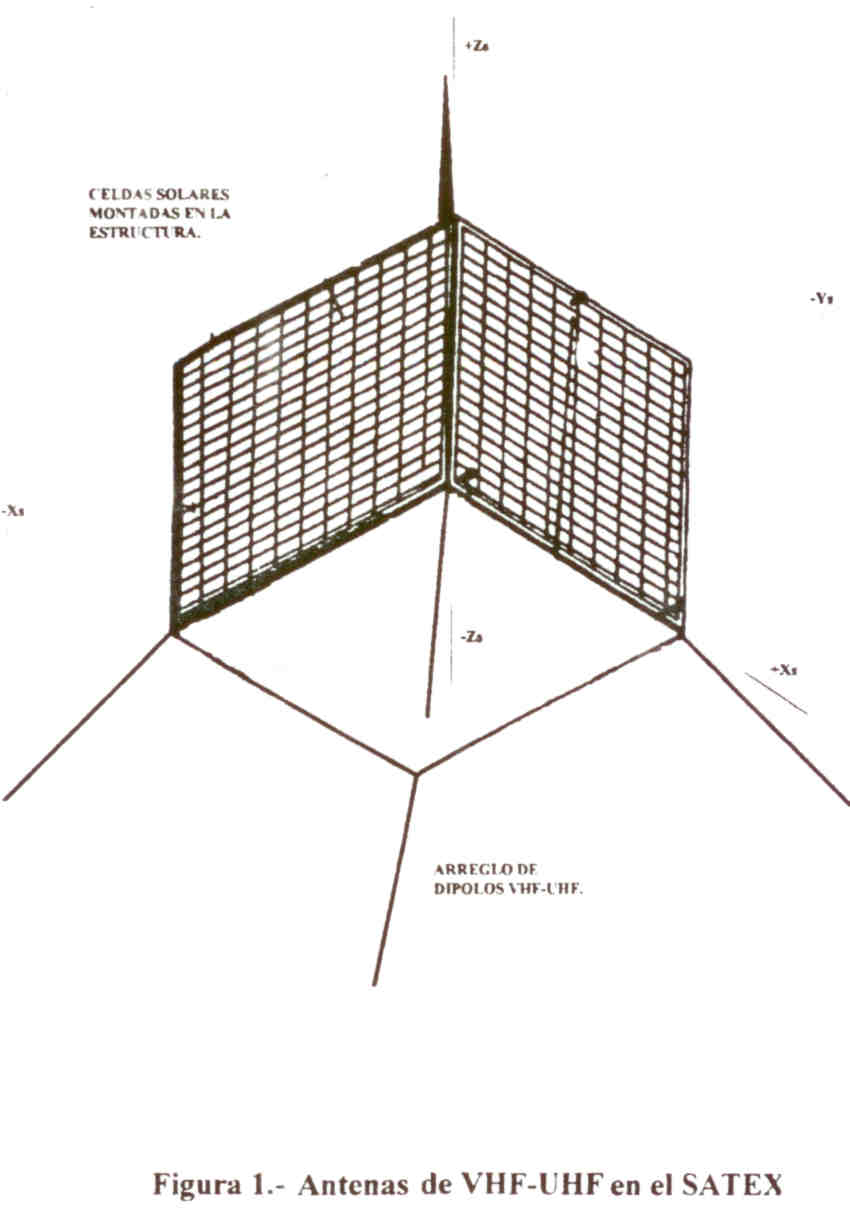 +Zs
CELDAS SOLARES
MONTADAS EN LA
ESTRUCTURA.
-Ys
-Xs
-Zs
+Xs
ARREGLO DE
DIPOLOS VHF-UHF.
Figura 1.- Antenas de VHF-UHF en el SATEX